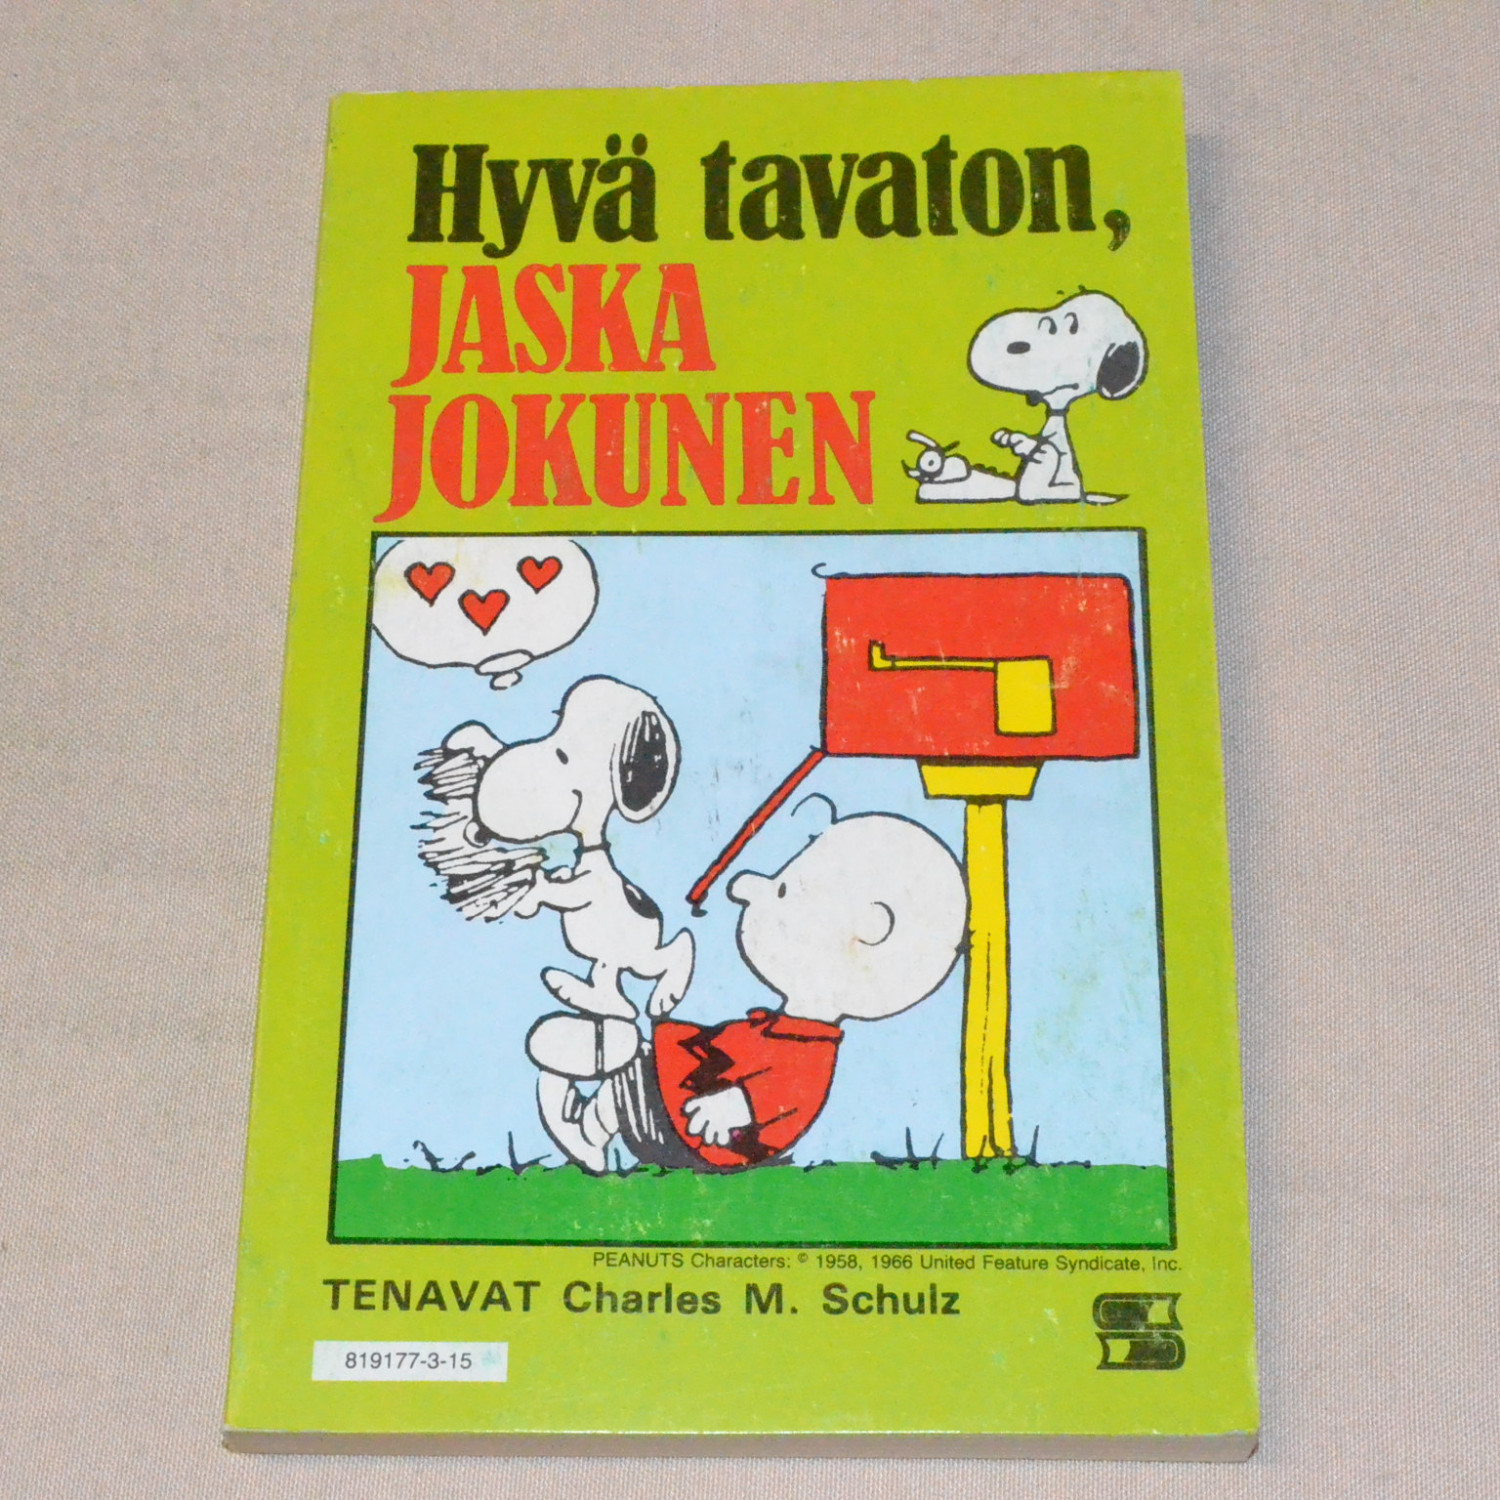 Hyvä tavaton,
JASKA
JOKUNEN
PEANUTS Characters: © 1958, 1966 United Feature Syndicate, Inc.
TENAVAT Charles M. Schulz
819177-3-15